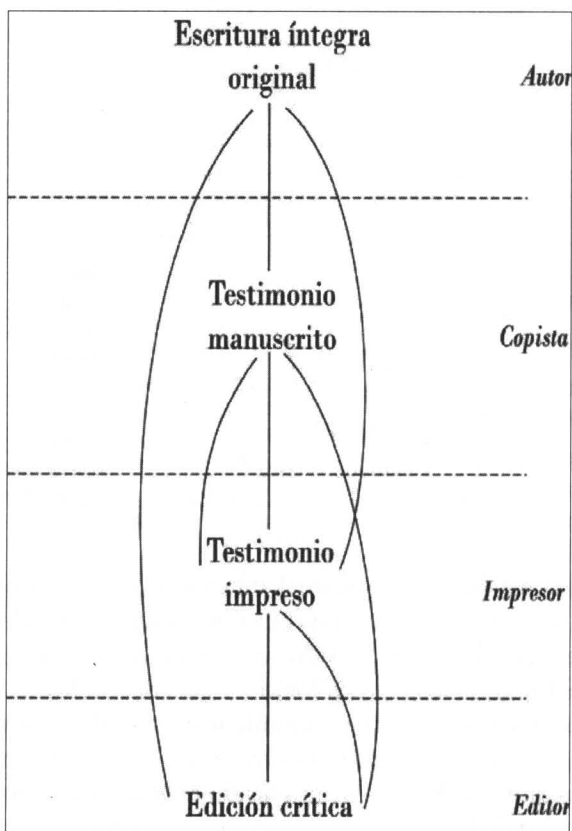 Escritura íntegra
original
Autor
Testimonio
manuscrito
Copista
Testimonio
impreso
Impresor
Edición crítica
Editor